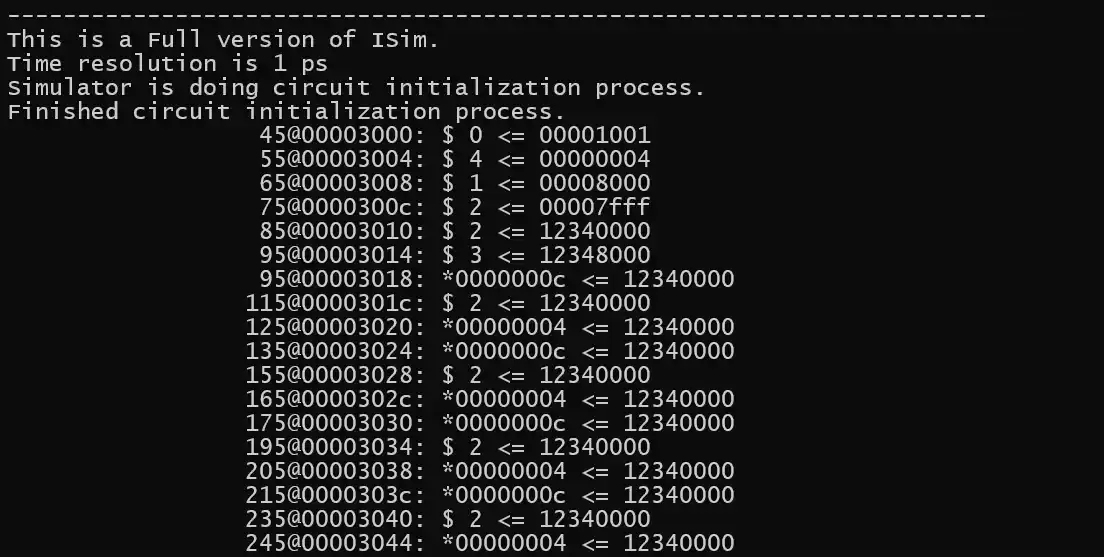 ----------------------------------------------------------------------
This is a Full version of ISim.
Time resolution is 1 ps
Simulator is doing circuit initialization process.
Finished circuit initialization process.
45@00003000: $ 0 <= 00001001
55@00003004: $ 4 <= 00000004
65@00003008: $ 1 <= 00008000
75@0000300c: $ 2 <= 00007fff
85@00003010: $ 2 <= 12340000
95@00003014: $ 3 <= 12348000
95@00003018: *0000000c <= 12340000
115@0000301c: $ 2 <= 12340000
125@00003020: *00000004 <= 12340000
135@00003024: *0000000c <= 12340000
155@00003028: $ 2 <= 12340000
165@0000302c: *00000004 <= 12340000
175@00003030: *0000000c <= 12340000
195@00003034: $ 2 <= 12340000
205@00003038: *00000004 <= 12340000
215@0000303c: *0000000c <= 12340000
235@00003040: $ 2 <= 12340000
245@00003044: *00000004 <= 12340000